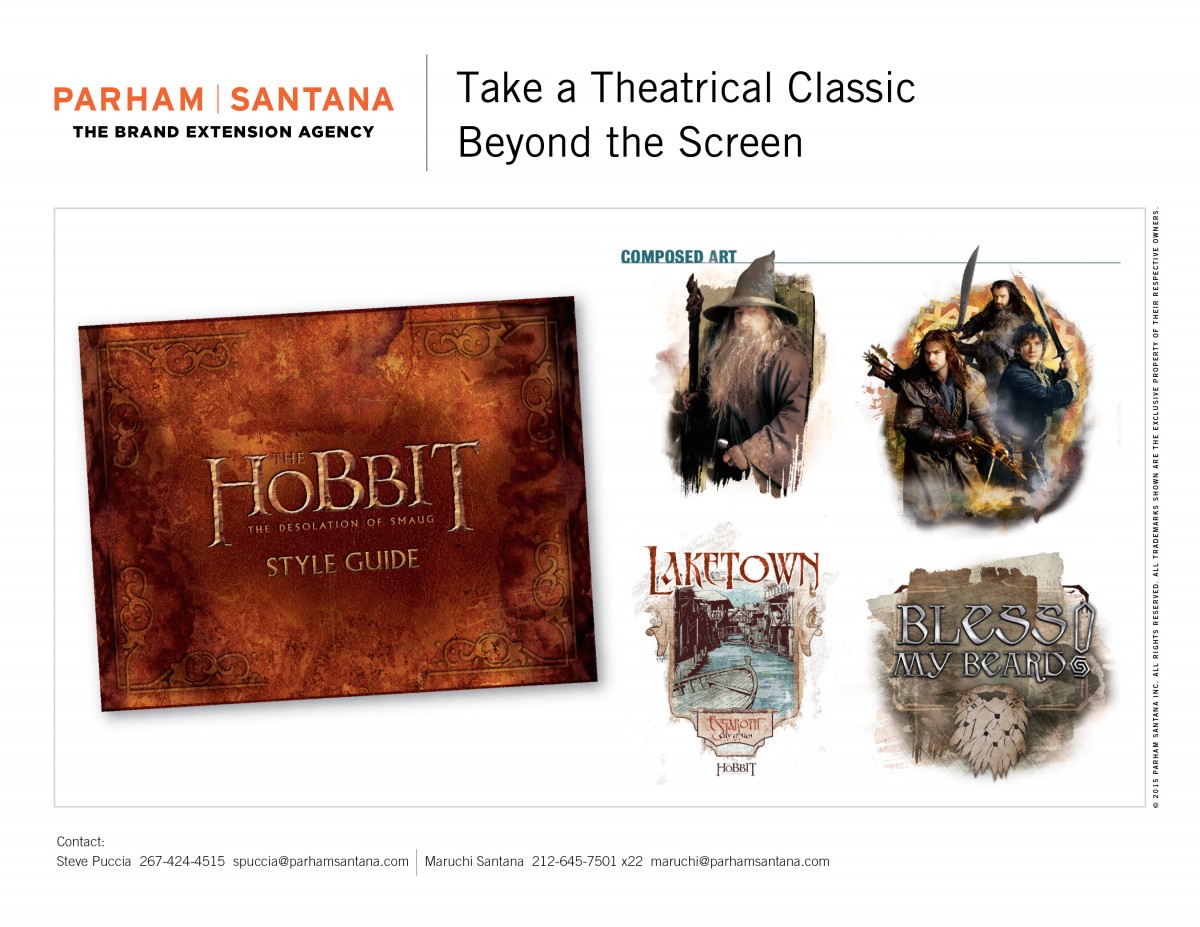 PARHAM | SANTANA
THE BRAND EXTENSION AGENCY
Take a Theatrical Classic
Beyond the Screen
THE
HOBBIT
THE DESOLATION OF SMAUG
STYLE GUIDE
COMPOSED ART
LAKETOWN
ESGAROTH
City of Men
HOBBIT
BLESS
MY BEARD
© 2015 PARHAM SANTANA INC. ALL RIGHTS RESERVED. ALL TRADEMARKS SHOWN ARE THE EXCLUSIVE PROPERTY OF THEIR RESPECTIVE OWNERS.
Contact:
Steve Puccia 267-424-4515 spuccia@parhamsantana.com | Maruchi Santana 212-645-7501 x22 maruchi@parhamsantana.com